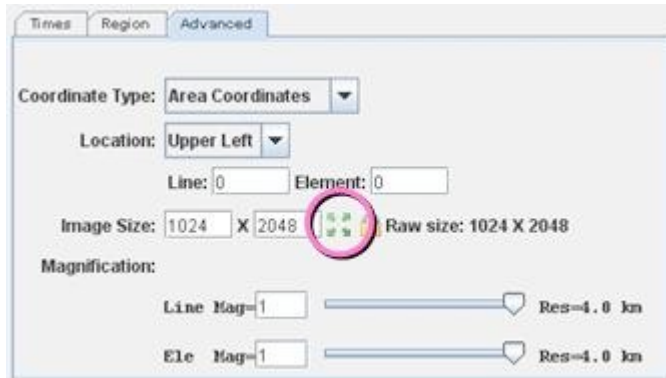 Times Region Advanced
Coordinate Type: Area Coordinates
Location: Upper Left
Line: 0 Element: 0
Image Size: 1024 X 2048 Raw size: 1024 X 2048
Magnification:
Line Mag=1 Res=4.0 km
Ele Mag=1 Res=4.0 km